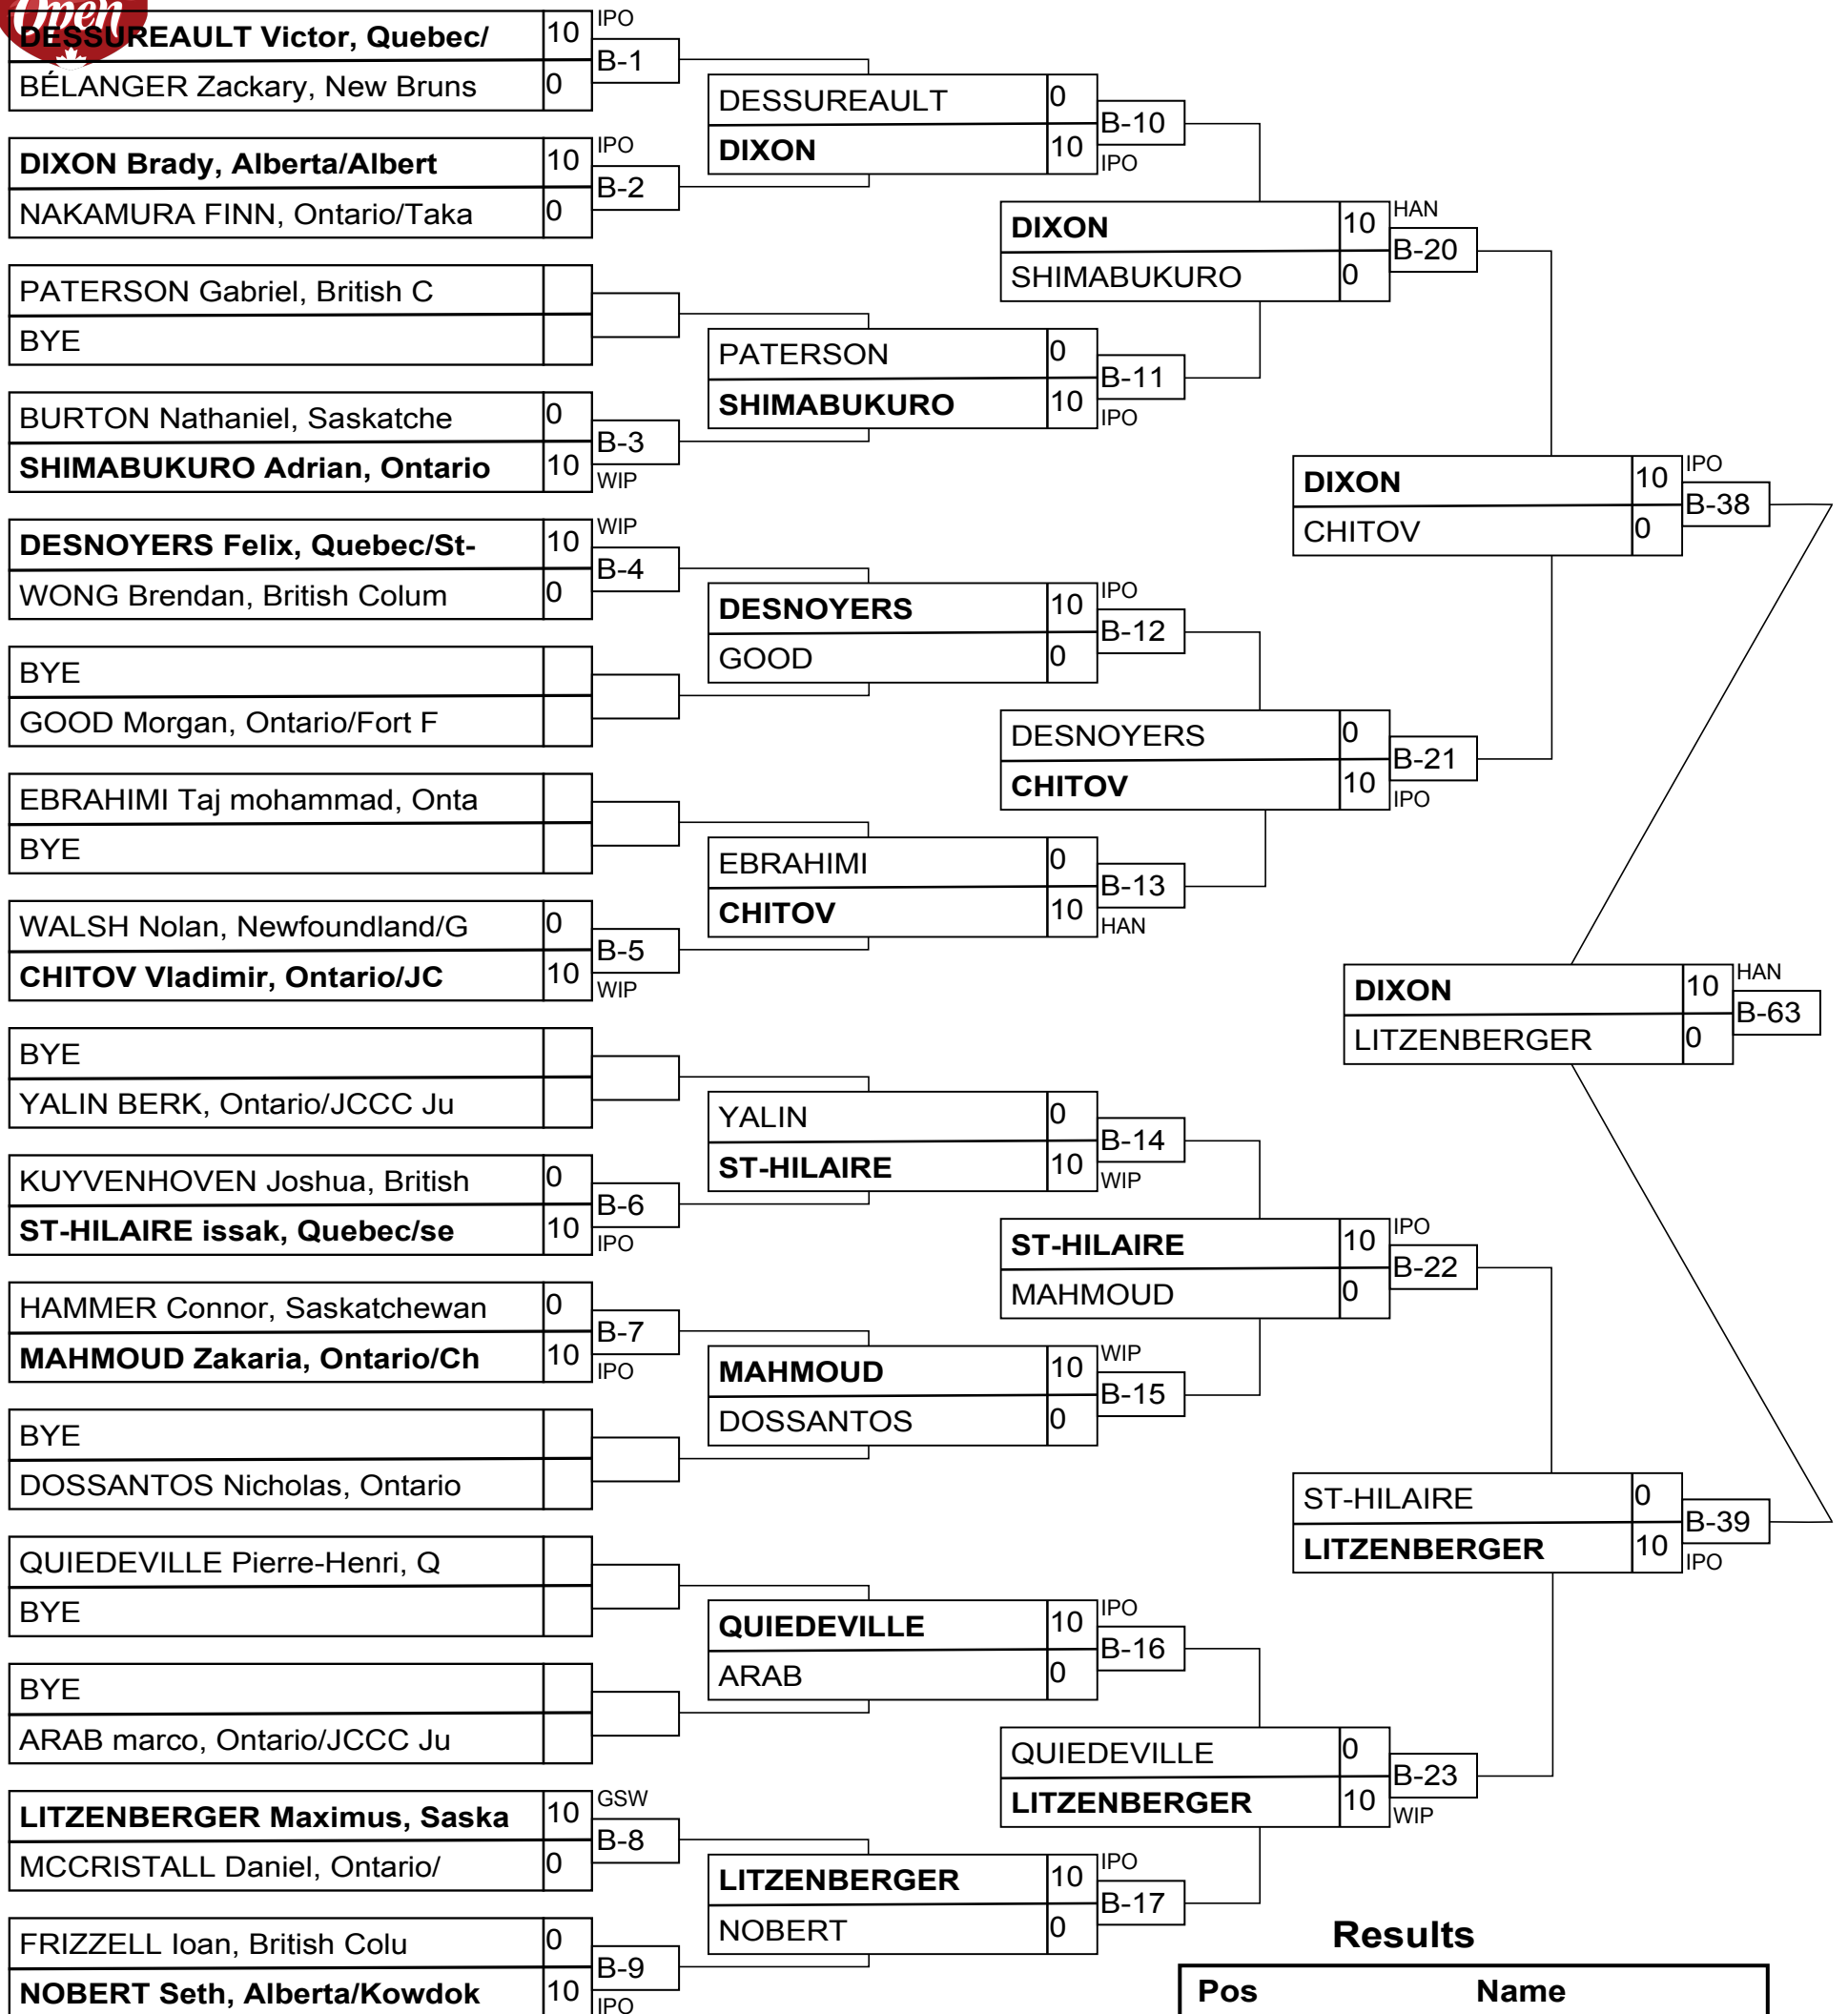 Open
DESSUREAULT Victor, Quebec/ 10 IPO
B-1
BÉLANGER Zackary, New Bruns 0
DIXON Brady, Alberta/Albert 10 IPO
B-2
NAKAMURA FINN, Ontario/Taka 0
PATERSON Gabriel, British C
BYE
BURTON Nathaniel, Saskatche 0
B-3
SHIMABUKURO Adrian, Ontario 10 WIP
DESNOYERS Felix, Quebec/St- 10 WIP
B-4
WONG Brendan, British Colum 0
BYE
GOOD Morgan, Ontario/Fort F
EBRAHIMI Taj mohammad, Onta
BYE
WALSH Nolan, Newfoundland/G 0
B-5
CHITOV Vladimir, Ontario/JC 10 WIP
BYE
YALIN BERK, Ontario/JCCC Ju
KUYVENHOVEN Joshua, British 0
B-6
ST-HILAIRE issak, Quebec/se 10 IPO
HAMMER Connor, Saskatchewan 0
B-7
MAHMOUD Zakaria, Ontario/Ch 10 IPO
BYE
DOSSANTOS Nicholas, Ontario
QUIEDEVILLE Pierre-Henri, Q
BYE
BYE
ARAB marco, Ontario/JCCC Ju
LITZENBERGER Maximus, Saska 10 GSW
B-8
MCCRISTALL Daniel, Ontario/ 0
FRIZZELL Ioan, British Colu 0
B-9
NOBERT Seth, Alberta/Kowdok 10 IPO
DESSUREAULT 0
B-10
DIXON 10 IPO
PATERSON 0
B-11
SHIMABUKURO 10 IPO
DESNOYERS 10 IPO
B-12
GOOD 0
EBRAHIMI 0
B-13
CHITOV 10 HAN
YALIN 0
B-14
ST-HILAIRE 10 WIP
MAHMOUD 10 WIP
B-15
DOSSANTOS 0
QUIEDEVILLE 10 IPO
B-16
ARAB 0
LITZENBERGER 10 IPO
B-17
NOBERT 0
DIXON 10 HAN
B-20
SHIMABUKURO 0
DESNOYERS 0
B-21
CHITOV 10 IPO
ST-HILAIRE 10 IPO
B-22
MAHMOUD 0
QUIEDEVILLE 0
B-23
LITZENBERGER 10 WIP
DIXON 10 IPO
B-38
CHITOV 0
ST-HILAIRE 0
B-39
LITZENBERGER 10 IPO
DIXON 10 HAN
B-63
LITZENBERGER 0
Results
Pos Name